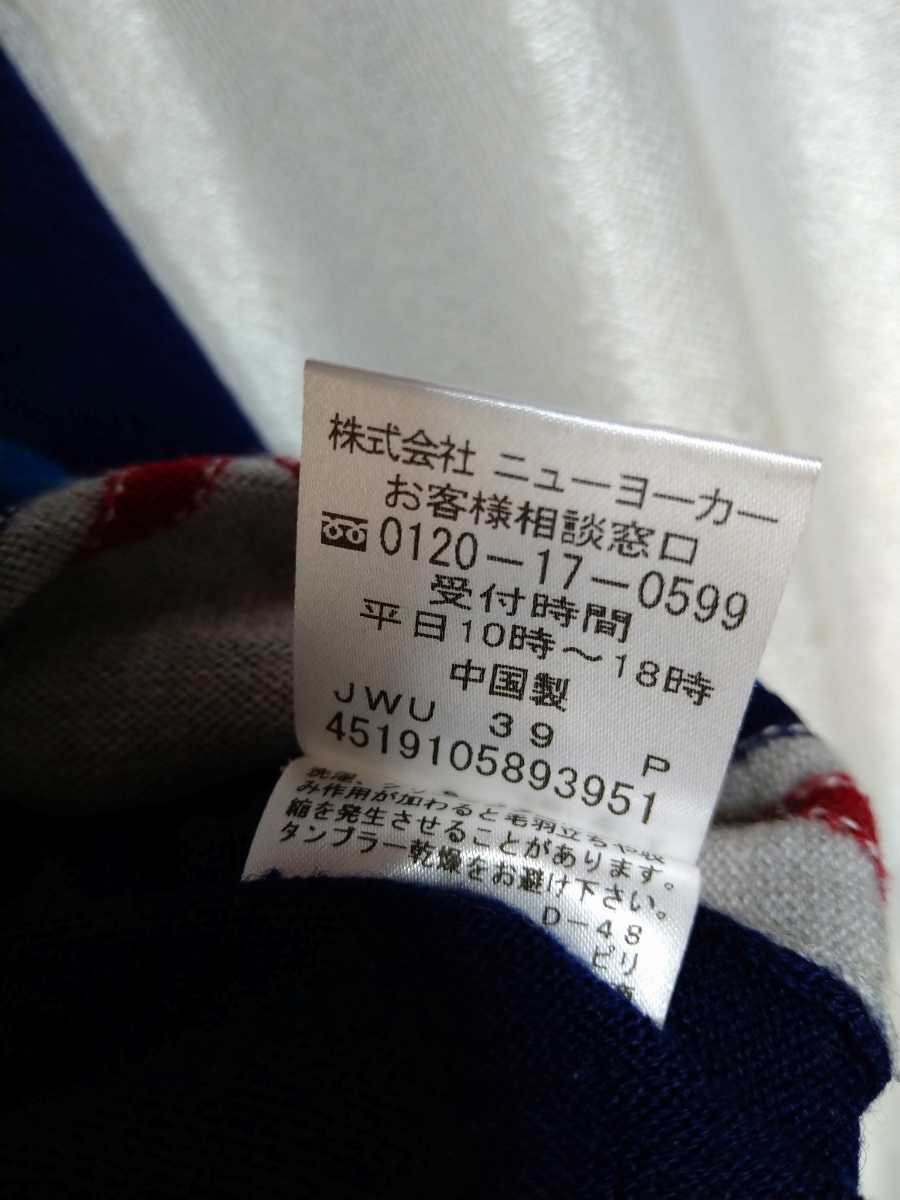 株式会社 ニューヨーカー
お客様相談窓口
0120-17-0599
受付時間
平日10時～18時
中国製
JWU 39 P
4519105893951
み作用が加わると毛羽立ちや収
縮を発生させることがあります。
タンブラー乾燥をお避け下さい。
D-48
ピリ